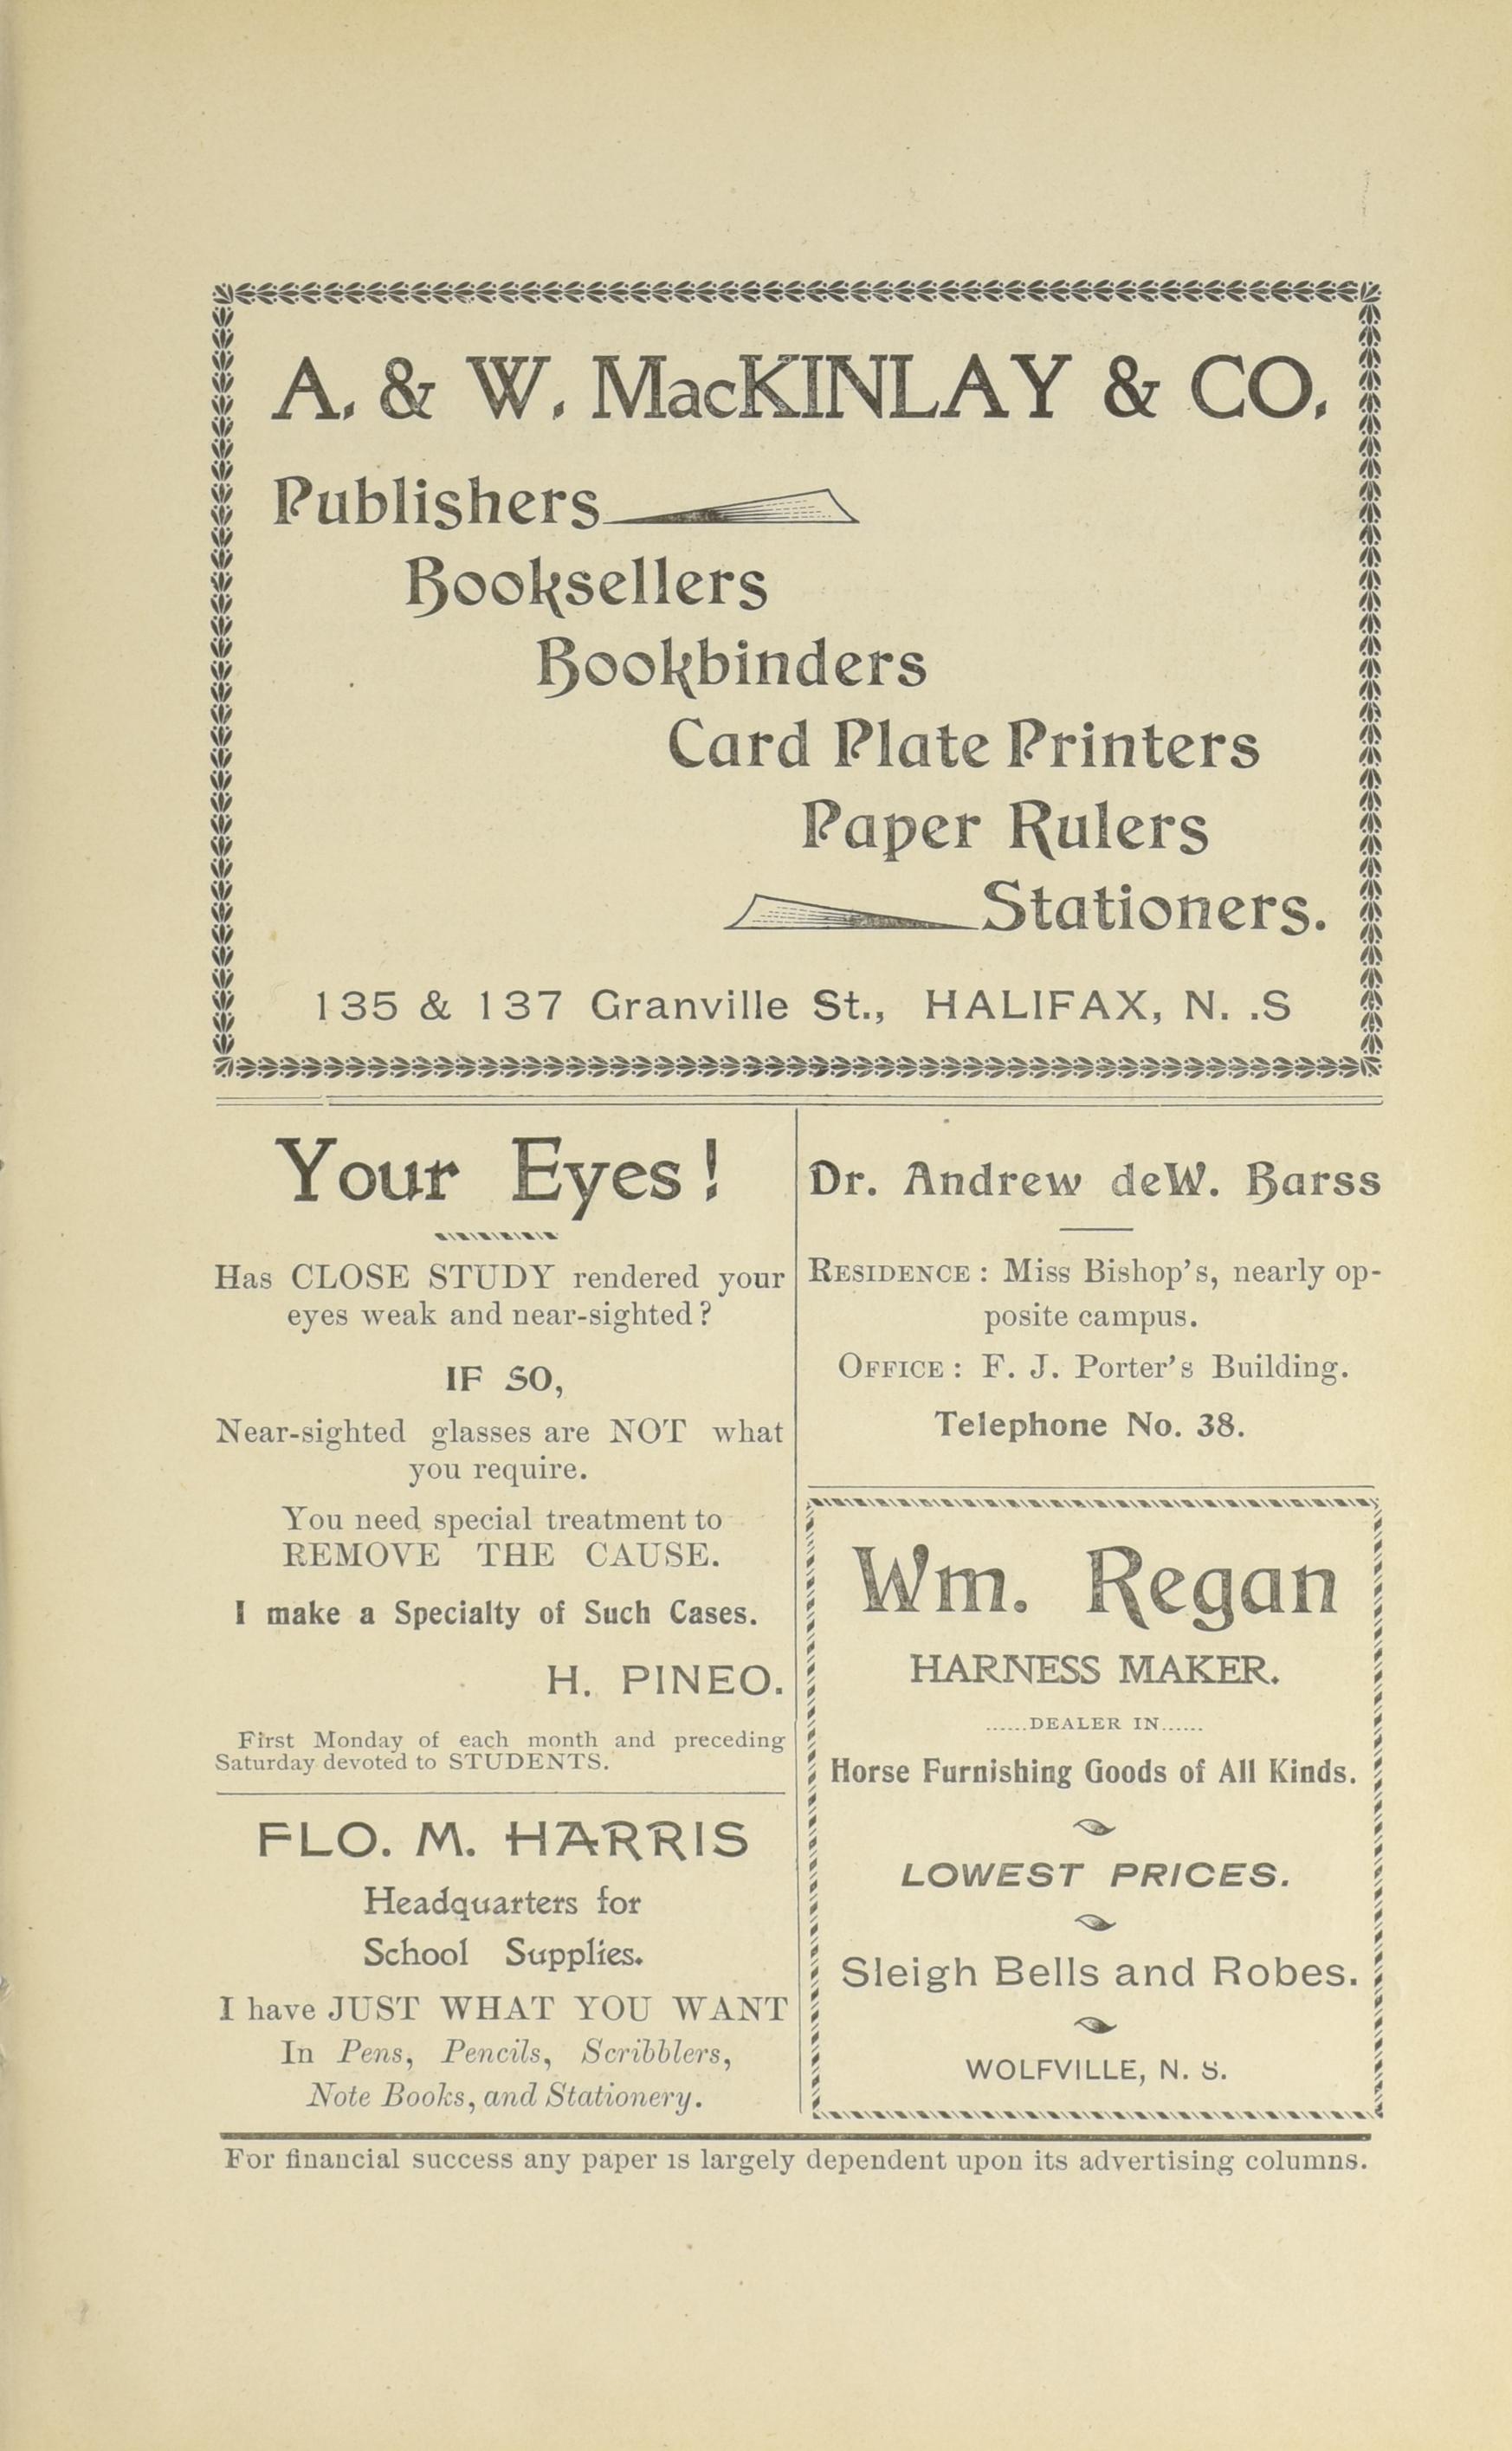 A. & W. MacKINLAY & CO.
Publishers
Booksellers
Bookbinders
Card Plate Printers
Paper Rulers
Stationers.
135 & 137 Granville St., HALIFAX, N. .S
Your Eyes!
Has CLOSE STUDY rendered your
eyes weak and near-sighted?
IF SO,
Near-sighted glasses are NOT what
you require.
You need special treatment to
REMOVE THE CAUSE.
I make a Specialty of Such Cases.
H. PINEO.
First Monday of each month and preceding
Saturday devoted to STUDENTS.
FLO. M. HARRIS
Headquarters for
School Supplies.
I have JUST WHAT YOU WANT
In Pens, Pencils, Scribblers,
Note Books, and Stationery.
Dr. Andrew deW. Barss
RESIDENCE: Miss Bishop's, nearly op-
posite campus.
OFFICE: F. J. Porter's Building.
Telephone No. 38.
Wm. Regan
HARNESS MAKER.
......DEALER IN......
Horse Furnishing Goods of All Kinds.
LOWEST PRICES.
Sleigh Bells and Robes.
WOLFVILLE, N. S.
For financial success any paper is largely dependent upon its advertising columns.